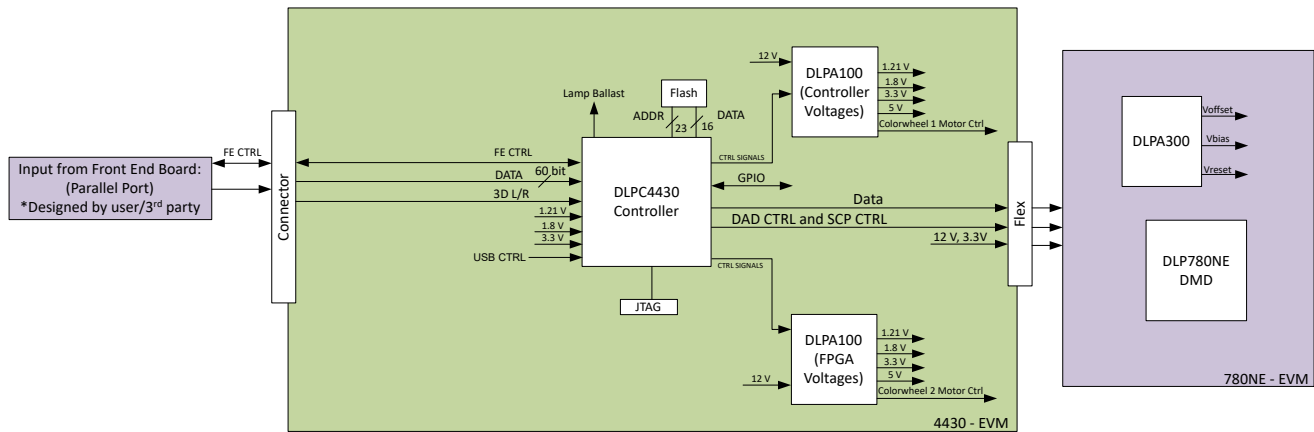 Input from Front End Board:
(Parallel Port)
*Designed by user/3rd party
FE CTRL
Connector
Lamp Ballast
Flash
ADDR
23
DATA
16
FE CTRL
DATA
60 bit
3D L/R
1.21 V
1.8 V
3.3 V
USB CTRL
DLPC4430
Controller
JTAG
CTRL SIGNALS
GPIO
Data
DAD CTRL and SCP CTRL
12 V, 3.3V
CTRL SIGNALS
12 V
DLPA100
(Controller
Voltages)
1.21 V
1.8 V
3.3 V
5 V
Colorwheel 1 Motor Ctrl
12 V
DLPA100
(FPGA
Voltages)
1.21 V
1.8 V
3.3 V
5 V
Colorwheel 2 Motor Ctrl
4430 - EVM
Flex
DLPA300
Voffset
Vbias
Vreset
DLP780NE
DMD
780NE - EVM